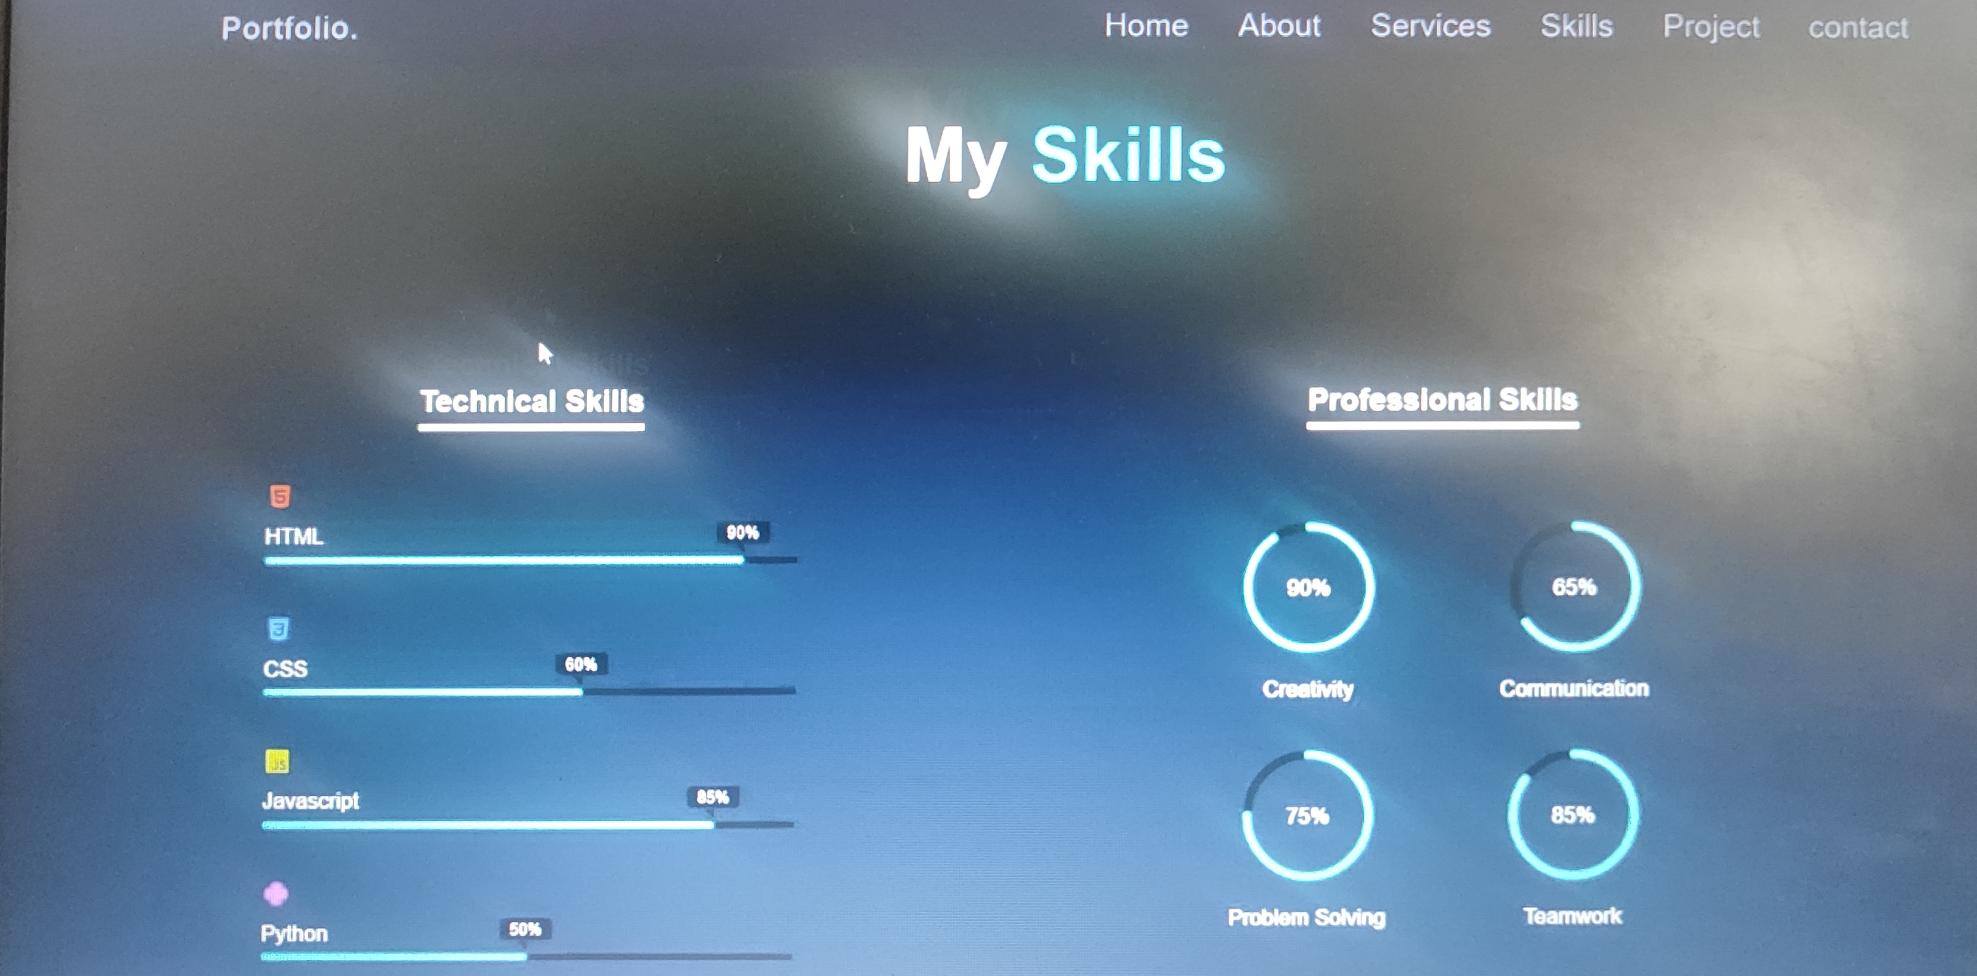 Portfolio.
Home About Services Skills Project contact
My Skills
Technical Skills
HTML
90%
CSS
60%
Javascript
85%
Python
50%
Professional Skills
90%
Creativity
65%
Communication
75%
Problem Solving
85%
Teamwork